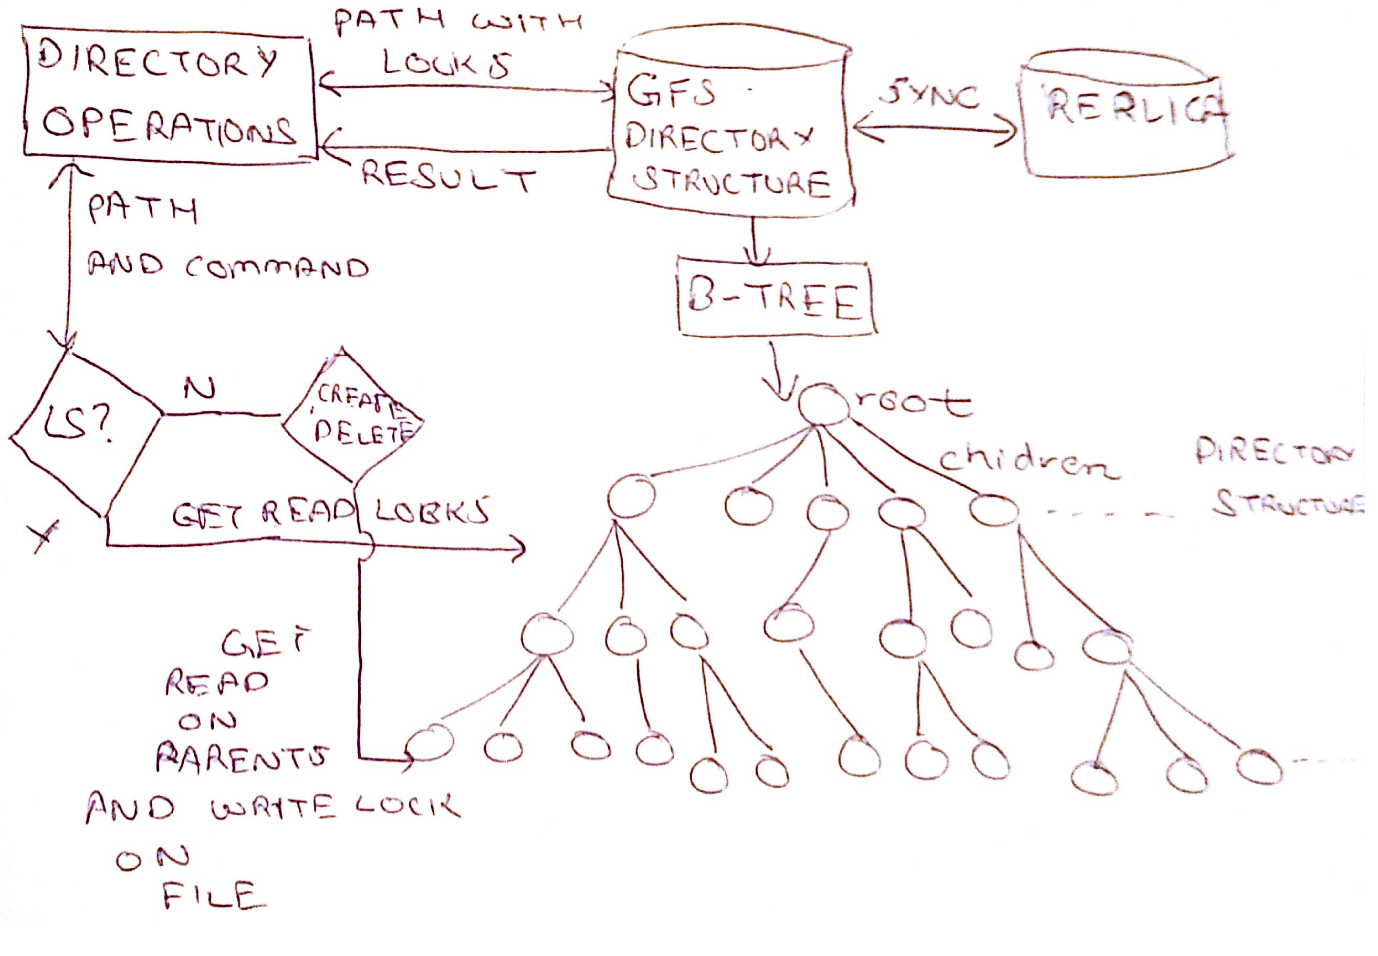 PATH WITH
LOCKS
DIRECTORY
OPERATIONS
GFS
DIRECTORY
STRUCTURE
SYNC
REPLICA
RESULT
PATH
AND COMMAND
B-TREE
LS?
N
CREATE
DELETE
root
chidren
DIRECTORY
STRUCTURE
GET READ LOCKS
Y
GET
READ
ON
PARENTS
AND WRITE LOCK
ON
FILE